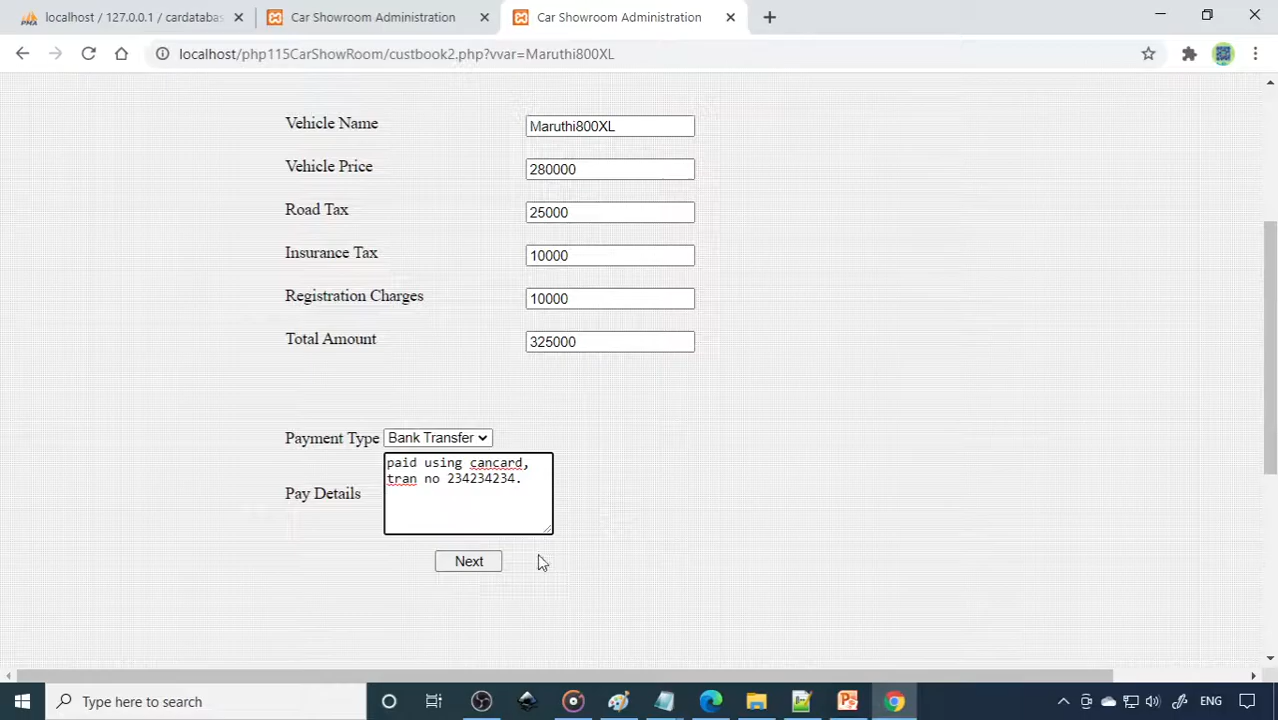 localhost / 127.0.0.1 / cardataba
Car Showroom Administration
Car Showroom Administration
localhost/php115CarShowRoom/custbook2.php?vvar=Maruthi800XL
Vehicle Name Maruthi800XL
Vehicle Price 280000
Road Tax 25000
Insurance Tax 10000
Registration Charges 10000
Total Amount 325000
Payment Type Bank Transfer
paid using cancard,
tran no 234234234.
Pay Details
Next
Type here to search
ENG